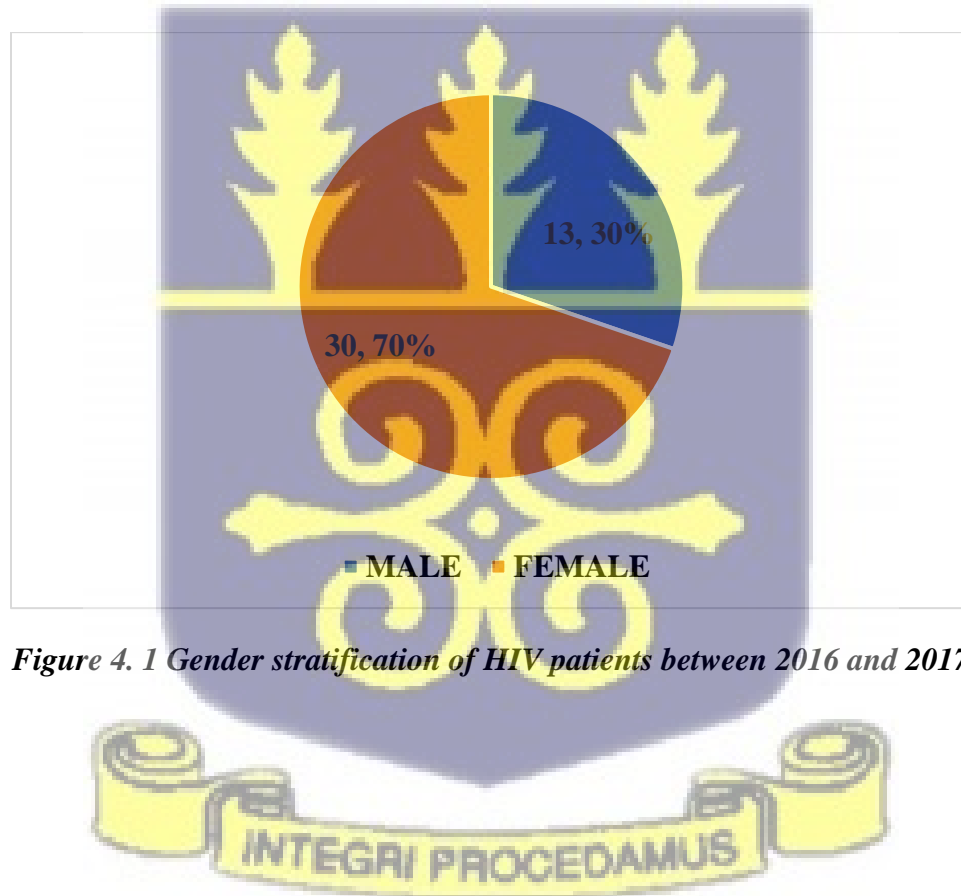 13, 30%
30, 70%
MALE FEMALE
Figure 4. 1 Gender stratification of HIV patients between 2016 and 2017
INTEGRI PROCEDAMUS